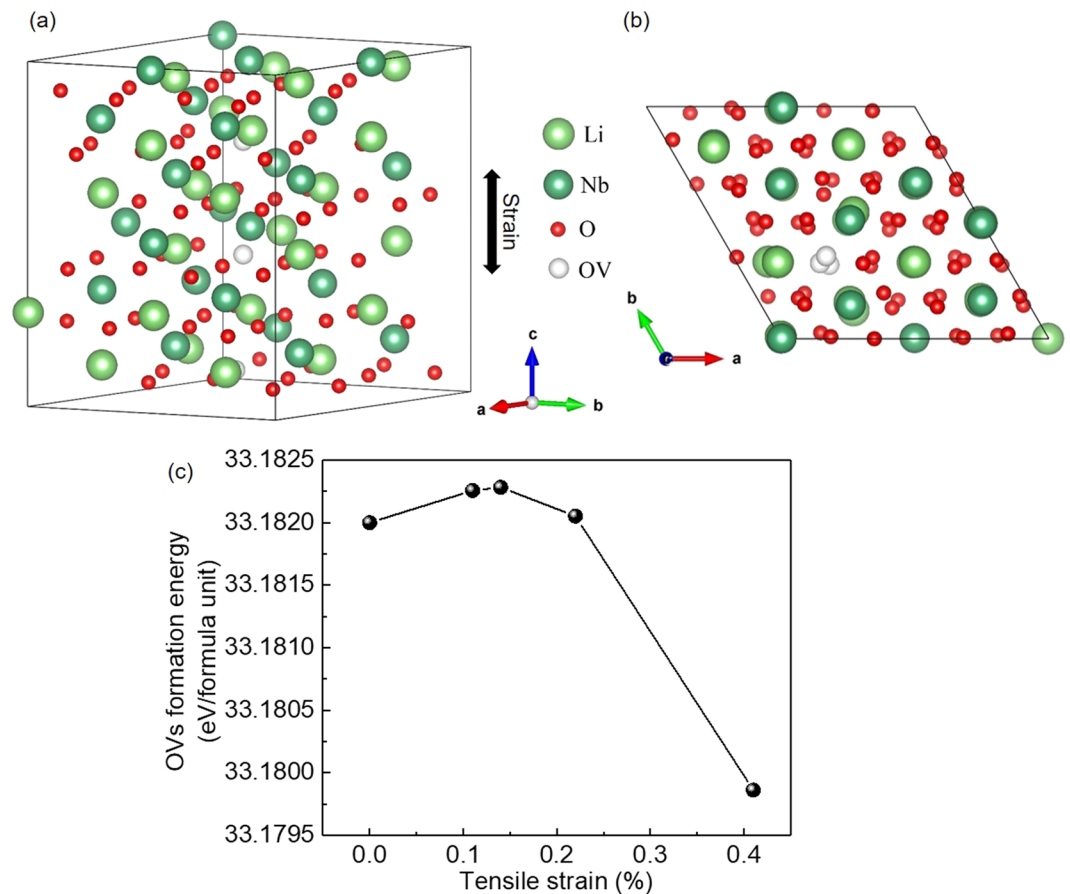 (a)
(b)
Li
Nb
O
OV
Strain
c
a
b
b
a
(c)
33.1825
33.1820
33.1815
33.1810
33.1805
33.1800
33.1795
OVs formation energy
(eV/formula unit)
0.0 0.1 0.2 0.3 0.4
Tensile strain (%)